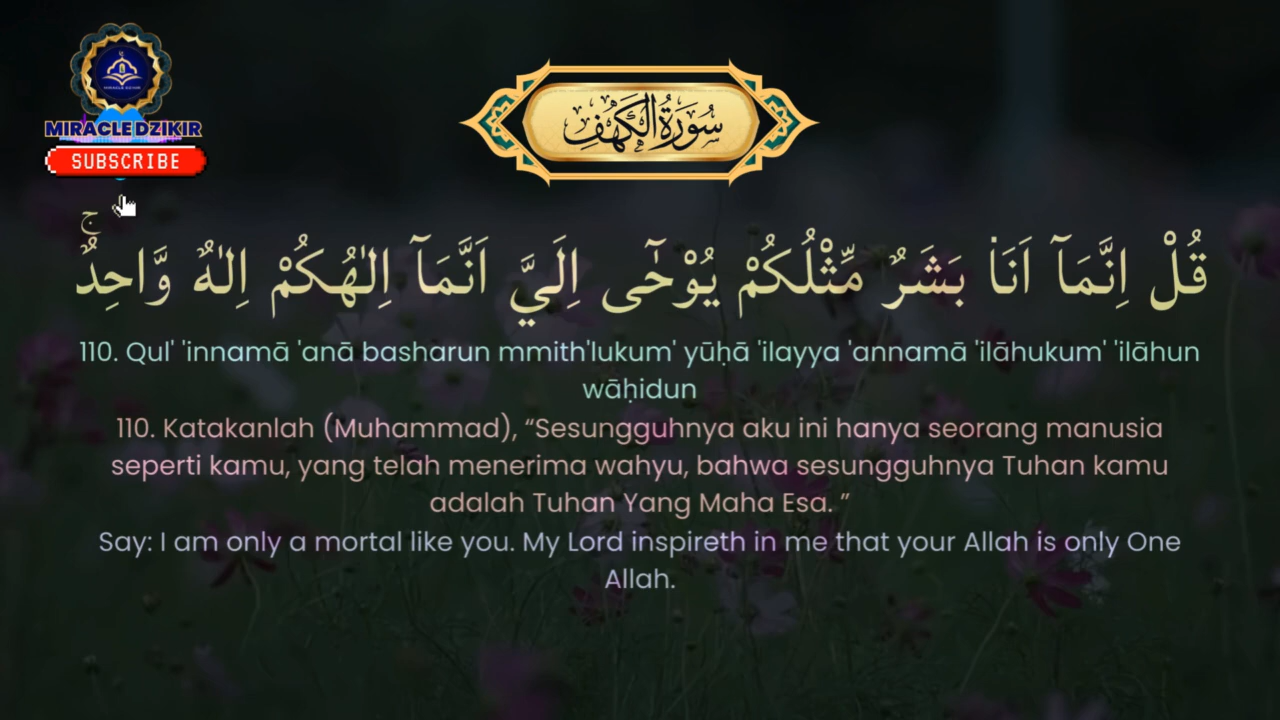 MIRACLE DZIKIR
SUBSCRIBE
سُوْرَةُ الْكَهْفِ
قُلْ اِنَّمَآ اَنَا۠ بَشَرٌ مِّثْلُكُمْ يُوْحٰٓى اِلَيَّ اَنَّمَآ اِلٰهُكُمْ اِلٰهٌ وَّاحِدٌۚ
110. Qul' 'innamā 'anā basharun mmith'lukum' yūḥā 'ilayya 'annamā 'ilāhukum' 'ilāhun
wāḥidun
110. Katakanlah (Muhammad), “Sesungguhnya aku ini hanya seorang manusia
seperti kamu, yang telah menerima wahyu, bahwa sesungguhnya Tuhan kamu
adalah Tuhan Yang Maha Esa. ”
Say: I am only a mortal like you. My Lord inspireth in me that your Allah is only One
Allah.